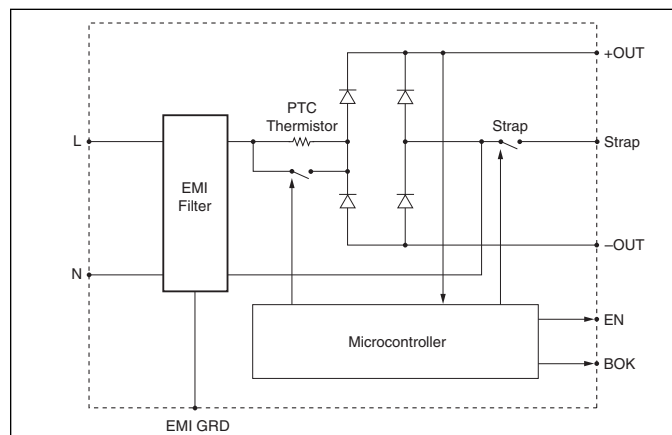 +OUT
PTC
Thermistor
Strap
L
Strap
EMI
Filter
–OUT
N
EN
Microcontroller
BOK
EMI GRD